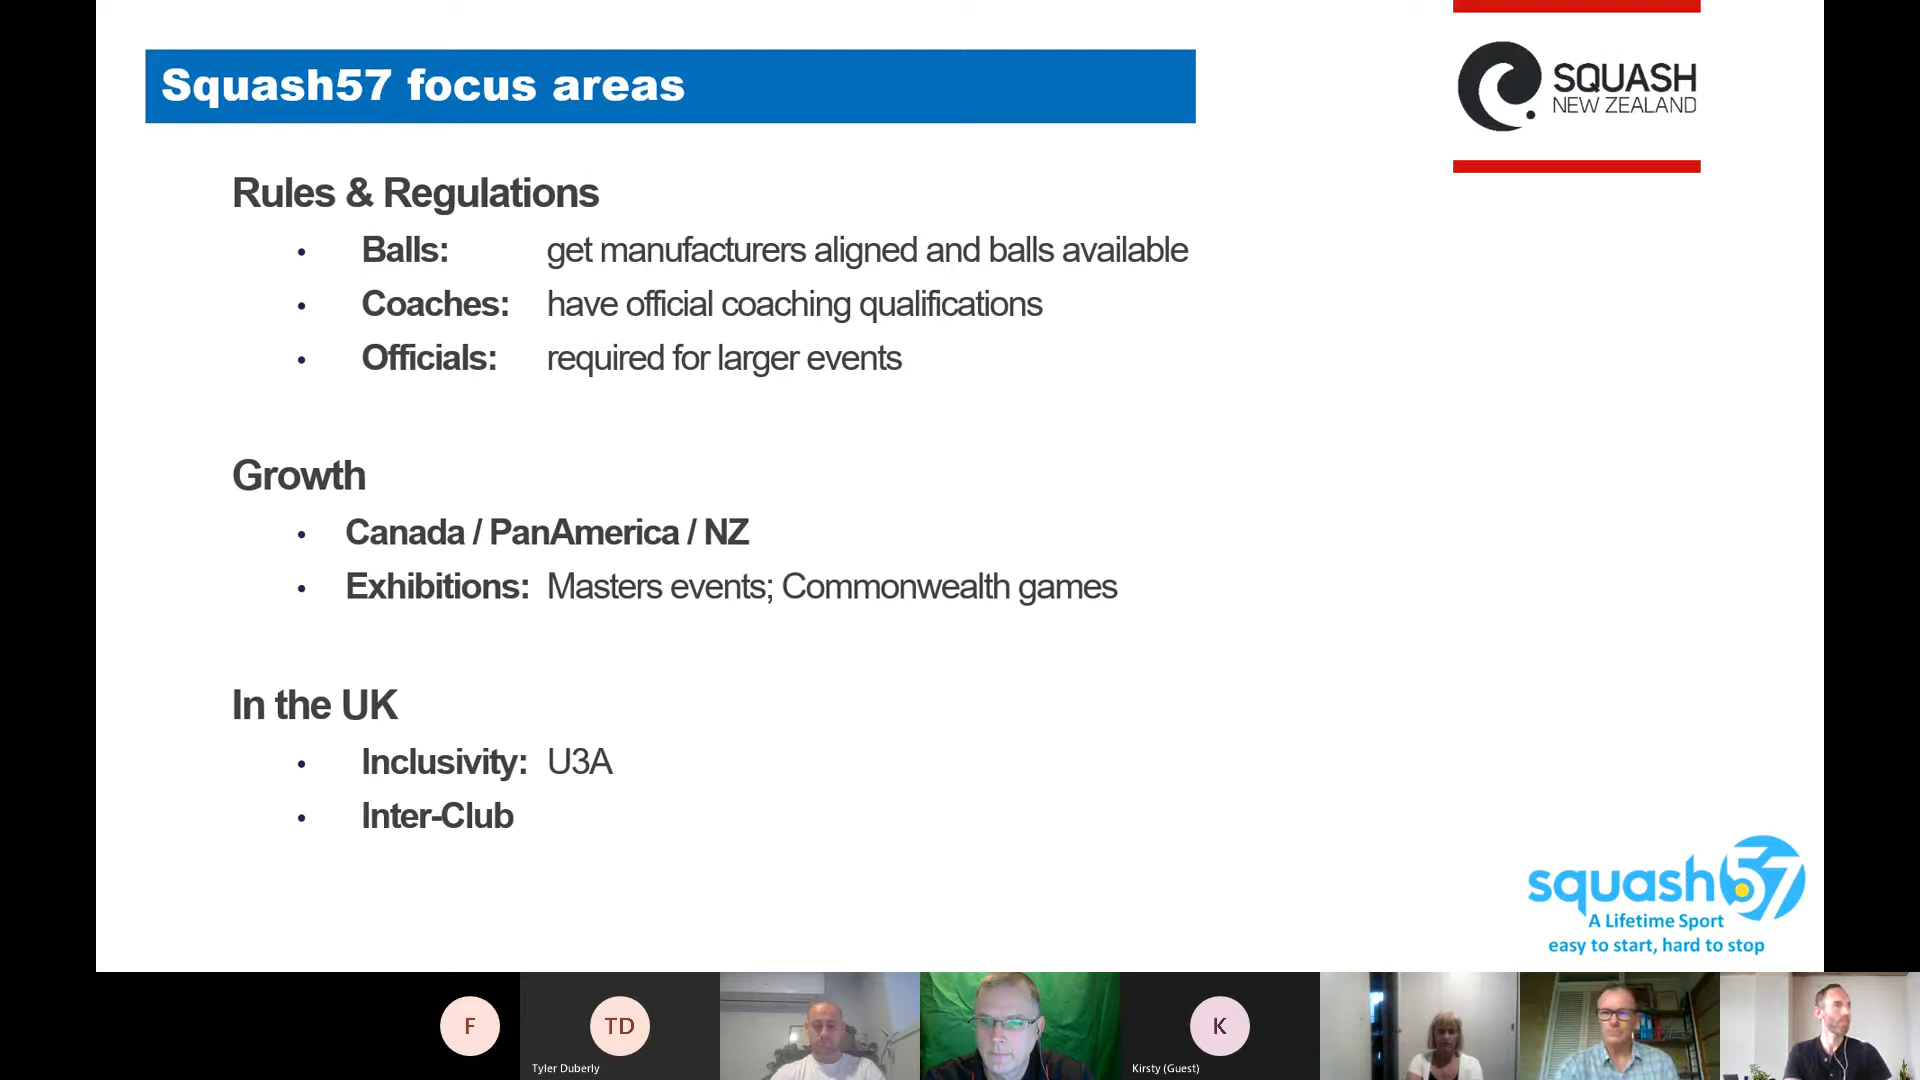 Squash57 focus areas
SQUASH
NEW ZEALAND
Rules & Regulations
• Balls: get manufacturers aligned and balls available
• Coaches: have official coaching qualifications
• Officials: required for larger events
Growth
• Canada / PanAmerica / NZ
• Exhibitions: Masters events; Commonwealth games
In the UK
• Inclusivity: U3A
• Inter-Club
squash57
A Lifetime Sport
easy to start, hard to stop
F
TD
K
Tyler Duberly
Kirsty (Guest)